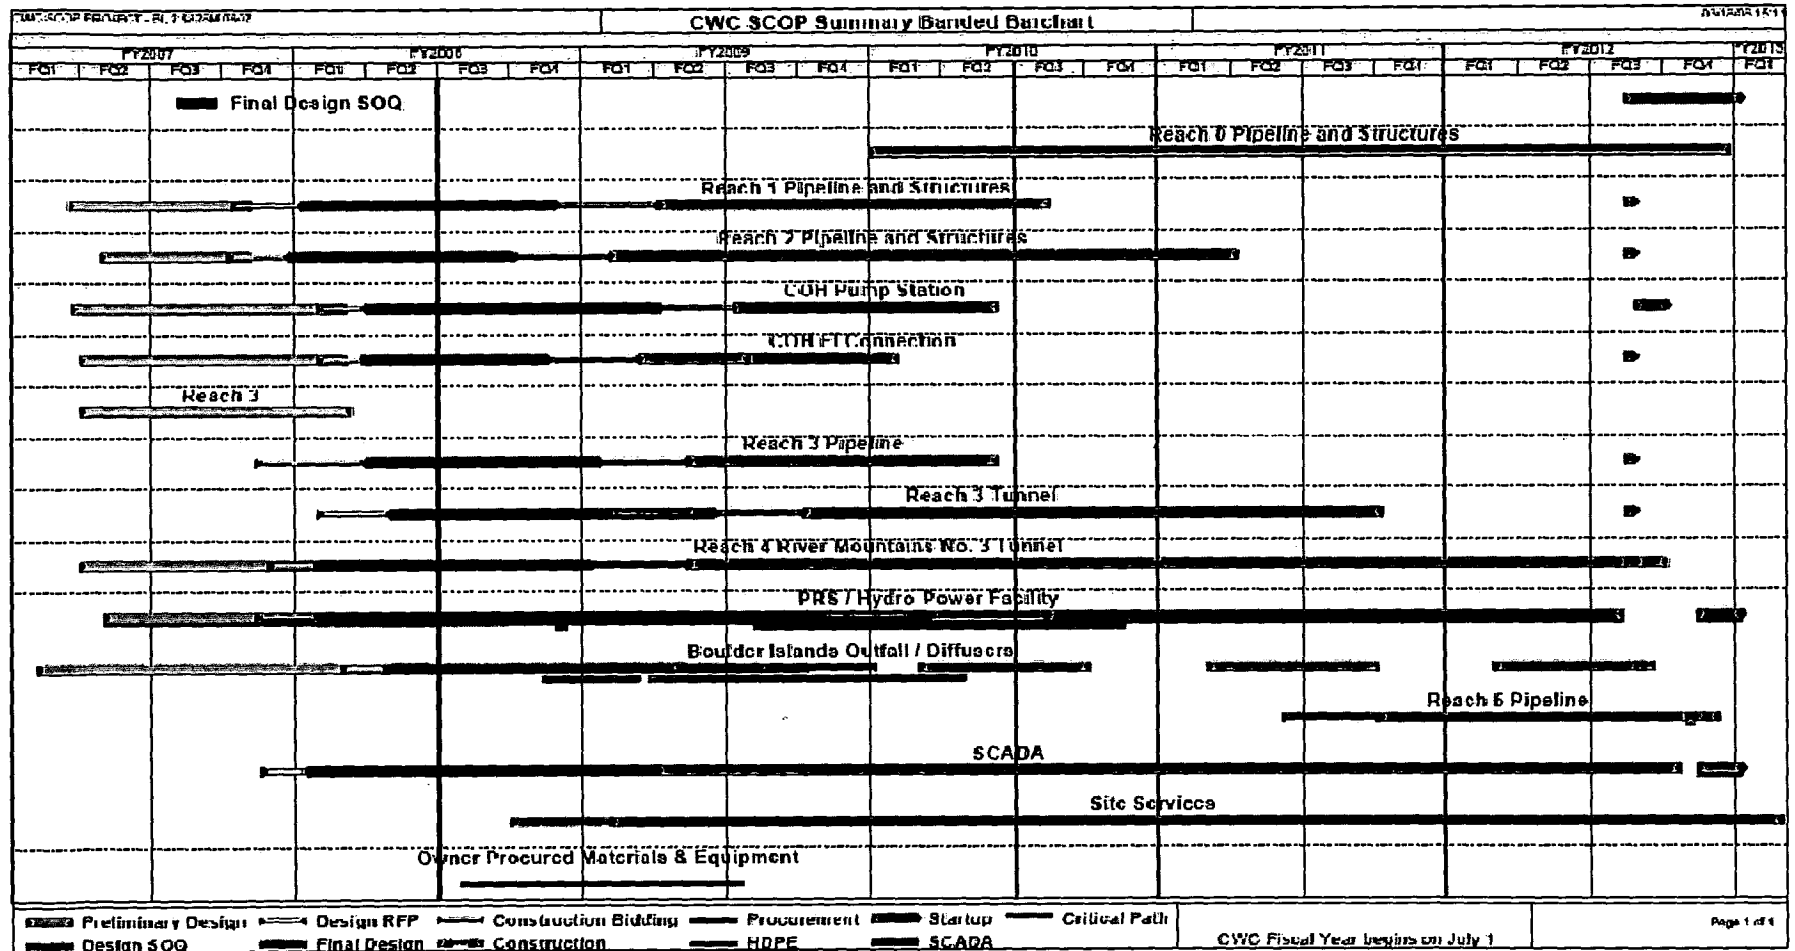 CWC SCOP Summary Banded Barchart
FY2007 FY2008 FY2009 FY2010 FY2011 FY2012 FY2013
FQ1 FQ2 FQ3 FQ4 FQ1 FQ2 FQ3 FQ4 FQ1 FQ2 FQ3 FQ4 FQ1 FQ2 FQ3 FQ4 FQ1 FQ2 FQ3 FQ4 FQ1 FQ2 FQ3 FQ4 FQ1
Final Design SOQ
Reach 0 Pipeline and Structures
Reach 1 Pipeline and Structures
Reach 2 Pipeline and Structures
COH Pump Station
COH Connection
Reach 3
Reach 3 Pipeline
Reach 3 Tunnel
Reach 4 River Mountains No. 3 Tunnel
PRS / Hydro Power Facility
Boulder Islands Outfall / Diffusers
Reach Pipeline
SCADA
Site Services
Owner Procured Materials & Equipment
Preliminary Design Design RFP Construction Bidding Procurement Startup Critical Path
Design SOQ Final Design Construction HDPE SCADA
CWC Fiscal Year begins on July 1
Page 1 of 1